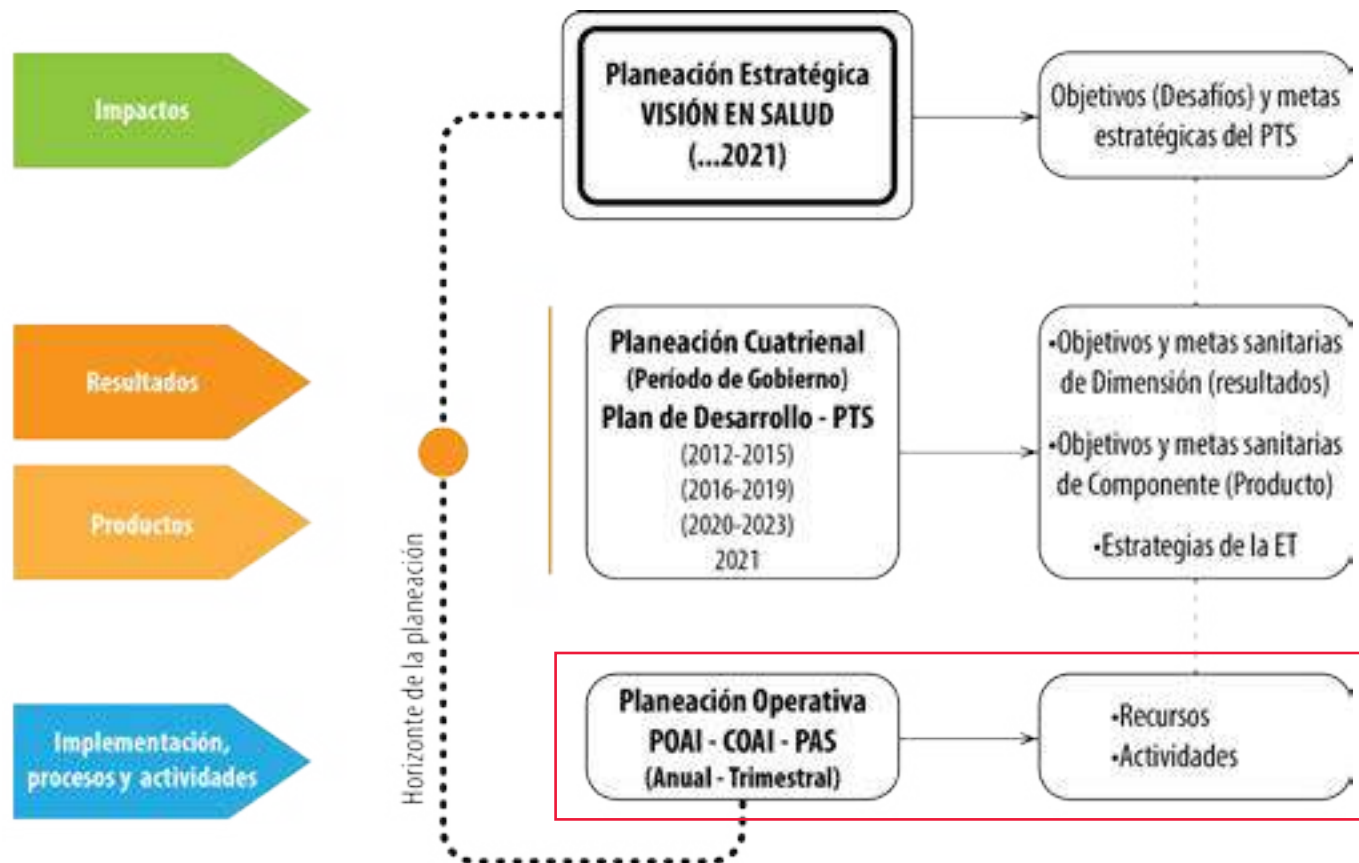 Impactos
Planeación Estratégica
VISIÓN EN SALUD
(...2021)
Objetivos (Desafíos) y metas
estratégicas del PTS
Resultados
Productos
Horizonte de la planeación
Planeación Cuatrienal
(Período de Gobierno)
Plan de Desarrollo - PTS
(2012-2015)
(2016-2019)
(2020-2023)
2021
•Objetivos y metas sanitarias
de Dimensión (resultados)
•Objetivos y metas sanitarias
de Componente (Producto)
•Estrategias de la ET
Implementación,
procesos y actividades
Planeación Operativa
POAI - COAI - PAS
(Anual - Trimestral)
•Recursos
•Actividades